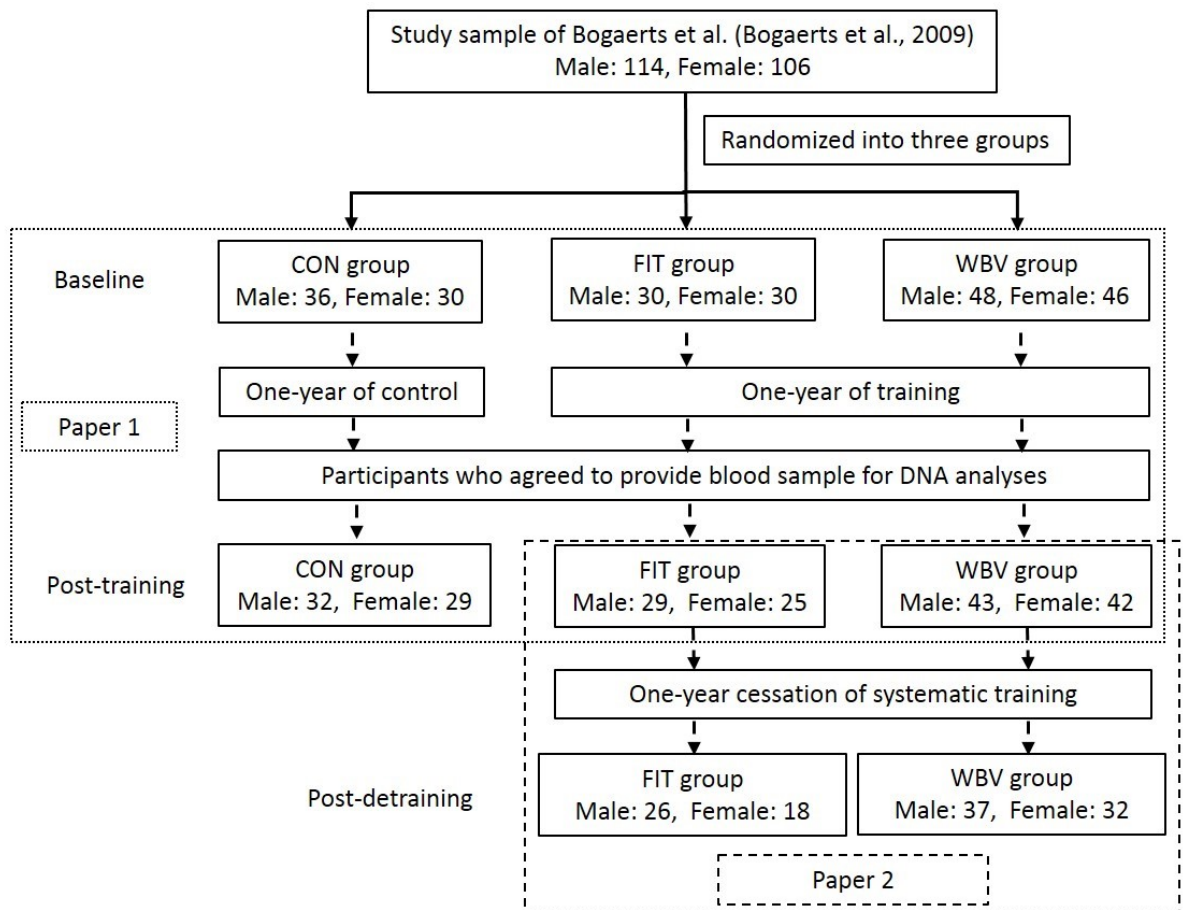 Study sample of Bogaerts et al. (Bogaerts et al., 2009)
Male: 114, Female: 106
Randomized into three groups
Baseline
CON group
Male: 36, Female: 30
FIT group
Male: 30, Female: 30
WBV group
Male: 48, Female: 46
One-year of control
One-year of training
Paper 1
Participants who agreed to provide blood sample for DNA analyses
Post-training
CON group
Male: 32, Female: 29
FIT group
Male: 29, Female: 25
WBV group
Male: 43, Female: 42
One-year cessation of systematic training
Post-detraining
FIT group
Male: 26, Female: 18
WBV group
Male: 37, Female: 32
Paper 2